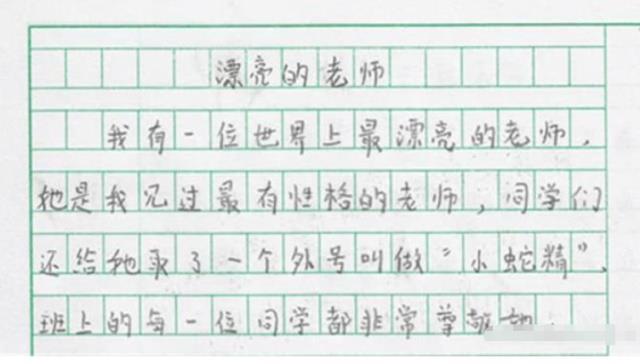 漂亮的老师
我有一位世界上最漂亮的老师.
她是我见过最有性格的老师,同学们
还给她取了一个外号叫做“小蛇精”.
班上的每一位同学都非常尊敬她.